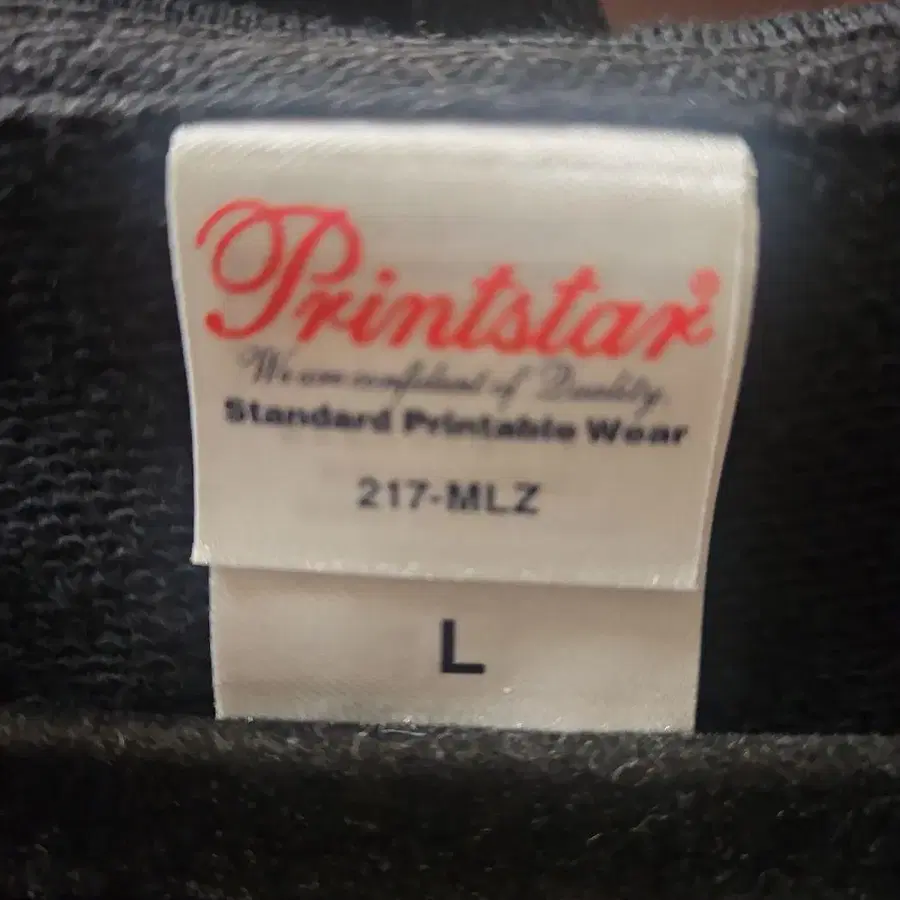 Printstar®
We are confident of Quality.
Standard Printable Wear
217-MLZ
L